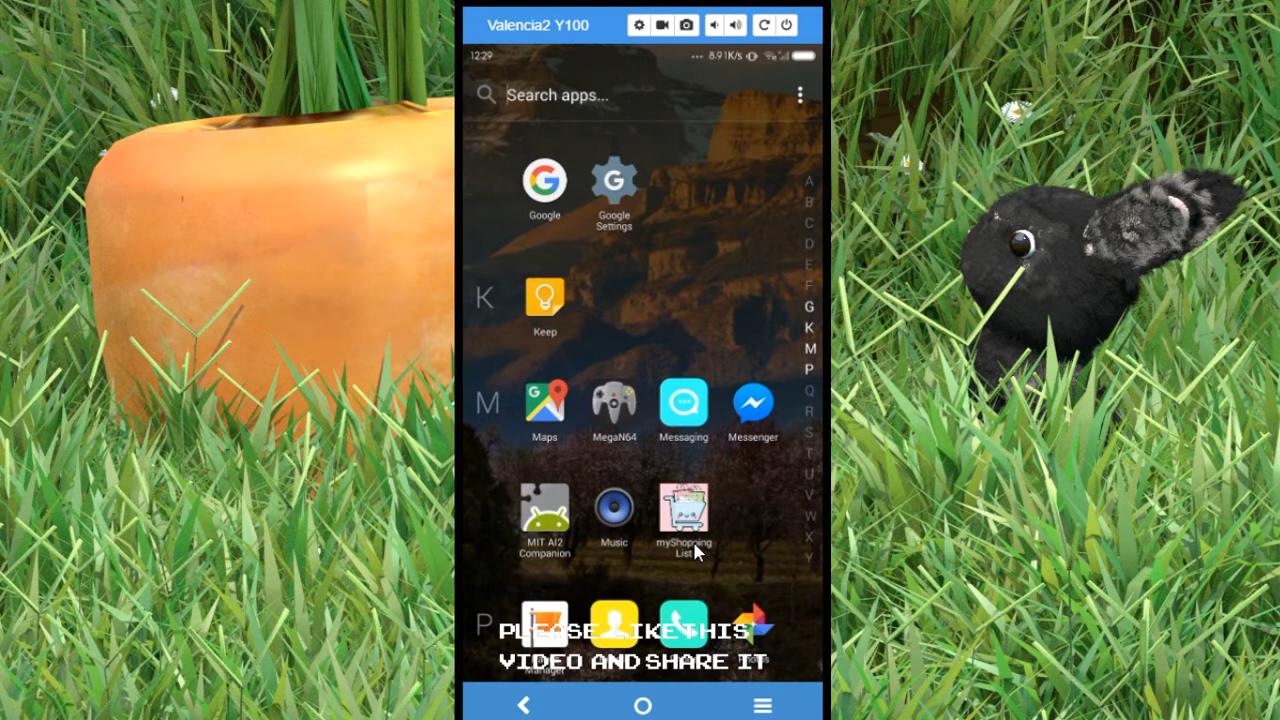 Valencia2 Y100
12:29
8.91K/s
Search apps...
Google
Google Settings
K
Keep
M
Maps
MegaN64
Messaging
Messenger
MIT AI2 Companion
Music
myShopping List
P
Manager
A
B
C
D
E
F
G
K
M
P
Q
R
S
T
U
V
W
X
Y
PLEASE LIKE THIS
VIDEO AND SHARE IT